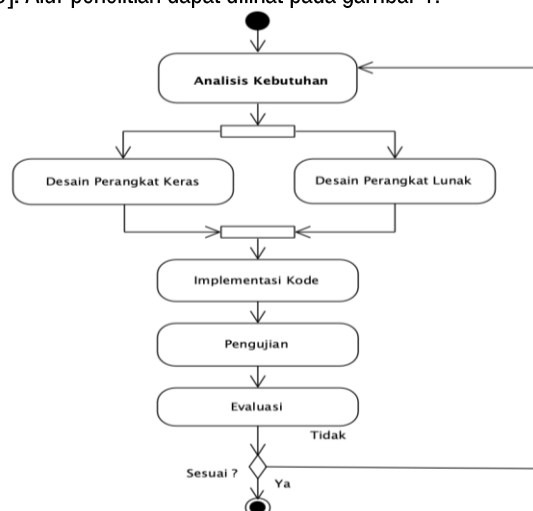 ]. Alur penelitian dapat dilihat pada gambar 1.
Analisis Kebutuhan
Desain Perangkat Keras
Desain Perangkat Lunak
Implementasi Kode
Pengujian
Evaluasi
Tidak
Sesuai ?
Ya